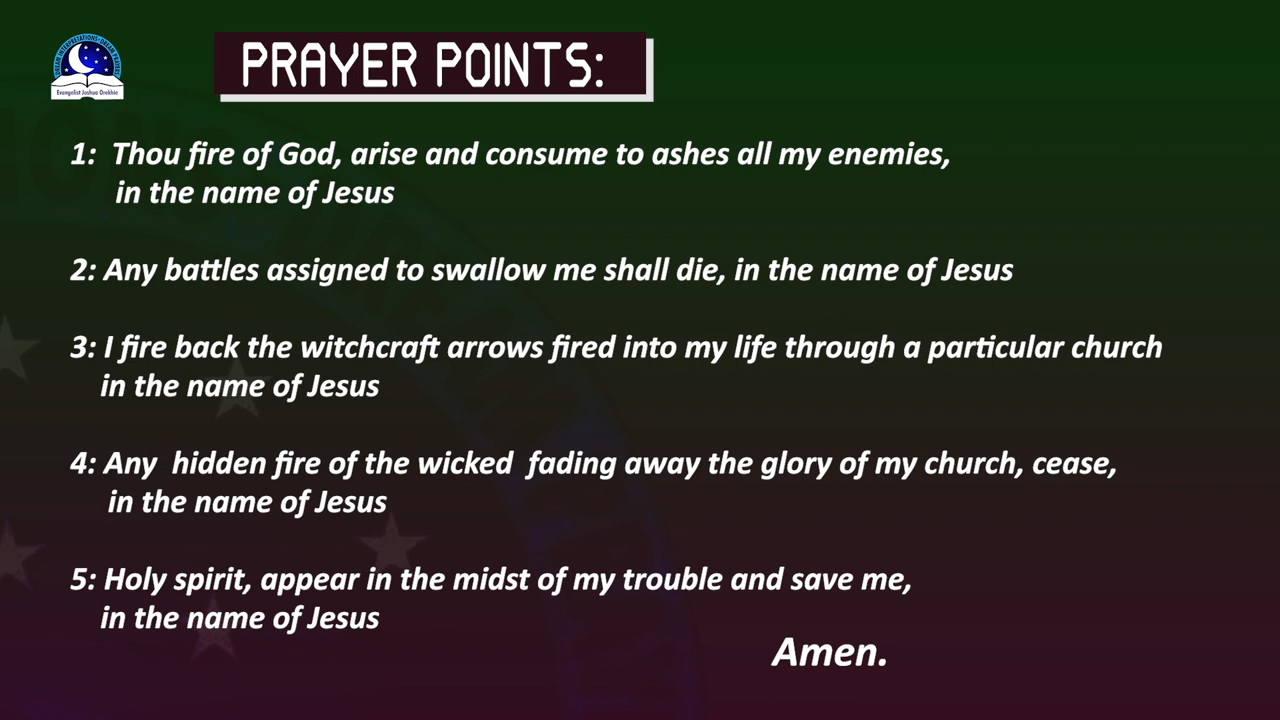 PRAYER POINTS:
Evangelist Joshua Orekhie
1: Thou fire of God, arise and consume to ashes all my enemies,
in the name of Jesus
2: Any battles assigned to swallow me shall die, in the name of Jesus
3: I fire back the witchcraft arrows fired into my life through a particular church
in the name of Jesus
4: Any hidden fire of the wicked fading away the glory of my church, cease,
in the name of Jesus
5: Holy spirit, appear in the midst of my trouble and save me,
in the name of Jesus
Amen.